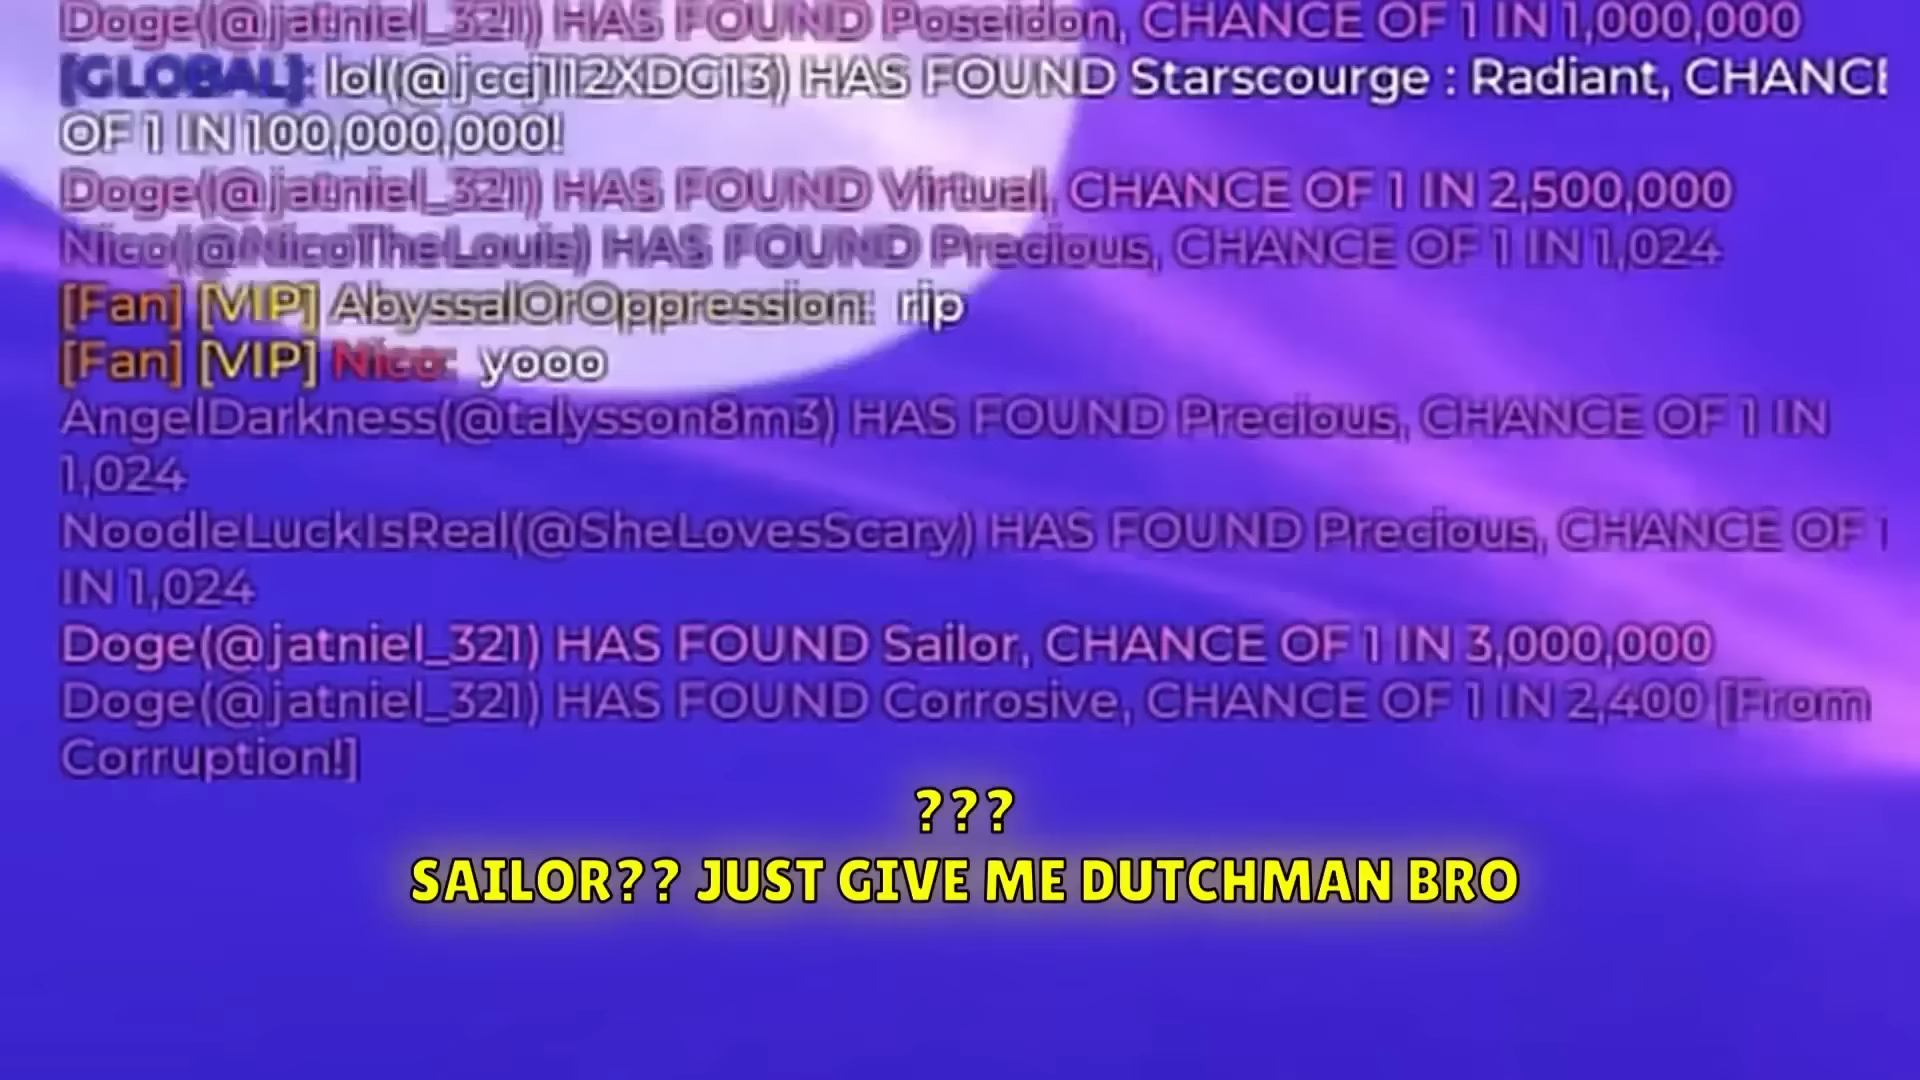 Doge(@jatniel_321) HAS FOUND Poseidon, CHANCE OF 1 IN 1,000,000
[GLOBAL]: lol(@jccj112XDG13) HAS FOUND Starscourge : Radiant, CHANCE
OF 1 IN 100,000,000!
Doge(@jatniel_321) HAS FOUND Virtual, CHANCE OF 1 IN 2,500,000
Nico(@NicoTheLouis) HAS FOUND Precious, CHANCE OF 1 IN 1,024
[Fan] [VIP] AbyssalOrOppression: rip
[Fan] [VIP] Nico: yooo
AngelDarkness(@talysson8m3) HAS FOUND Precious, CHANCE OF 1 IN
1,024
NoodleLuckIsReal(@SheLovesScary) HAS FOUND Precious, CHANCE OF 1
IN 1,024
Doge(@jatniel_321) HAS FOUND Sailor, CHANCE OF 1 IN 3,000,000
Doge(@jatniel_321) HAS FOUND Corrosive, CHANCE OF 1 IN 2,400 [From
Corruption!]
???
SAILOR?? JUST GIVE ME DUTCHMAN BRO